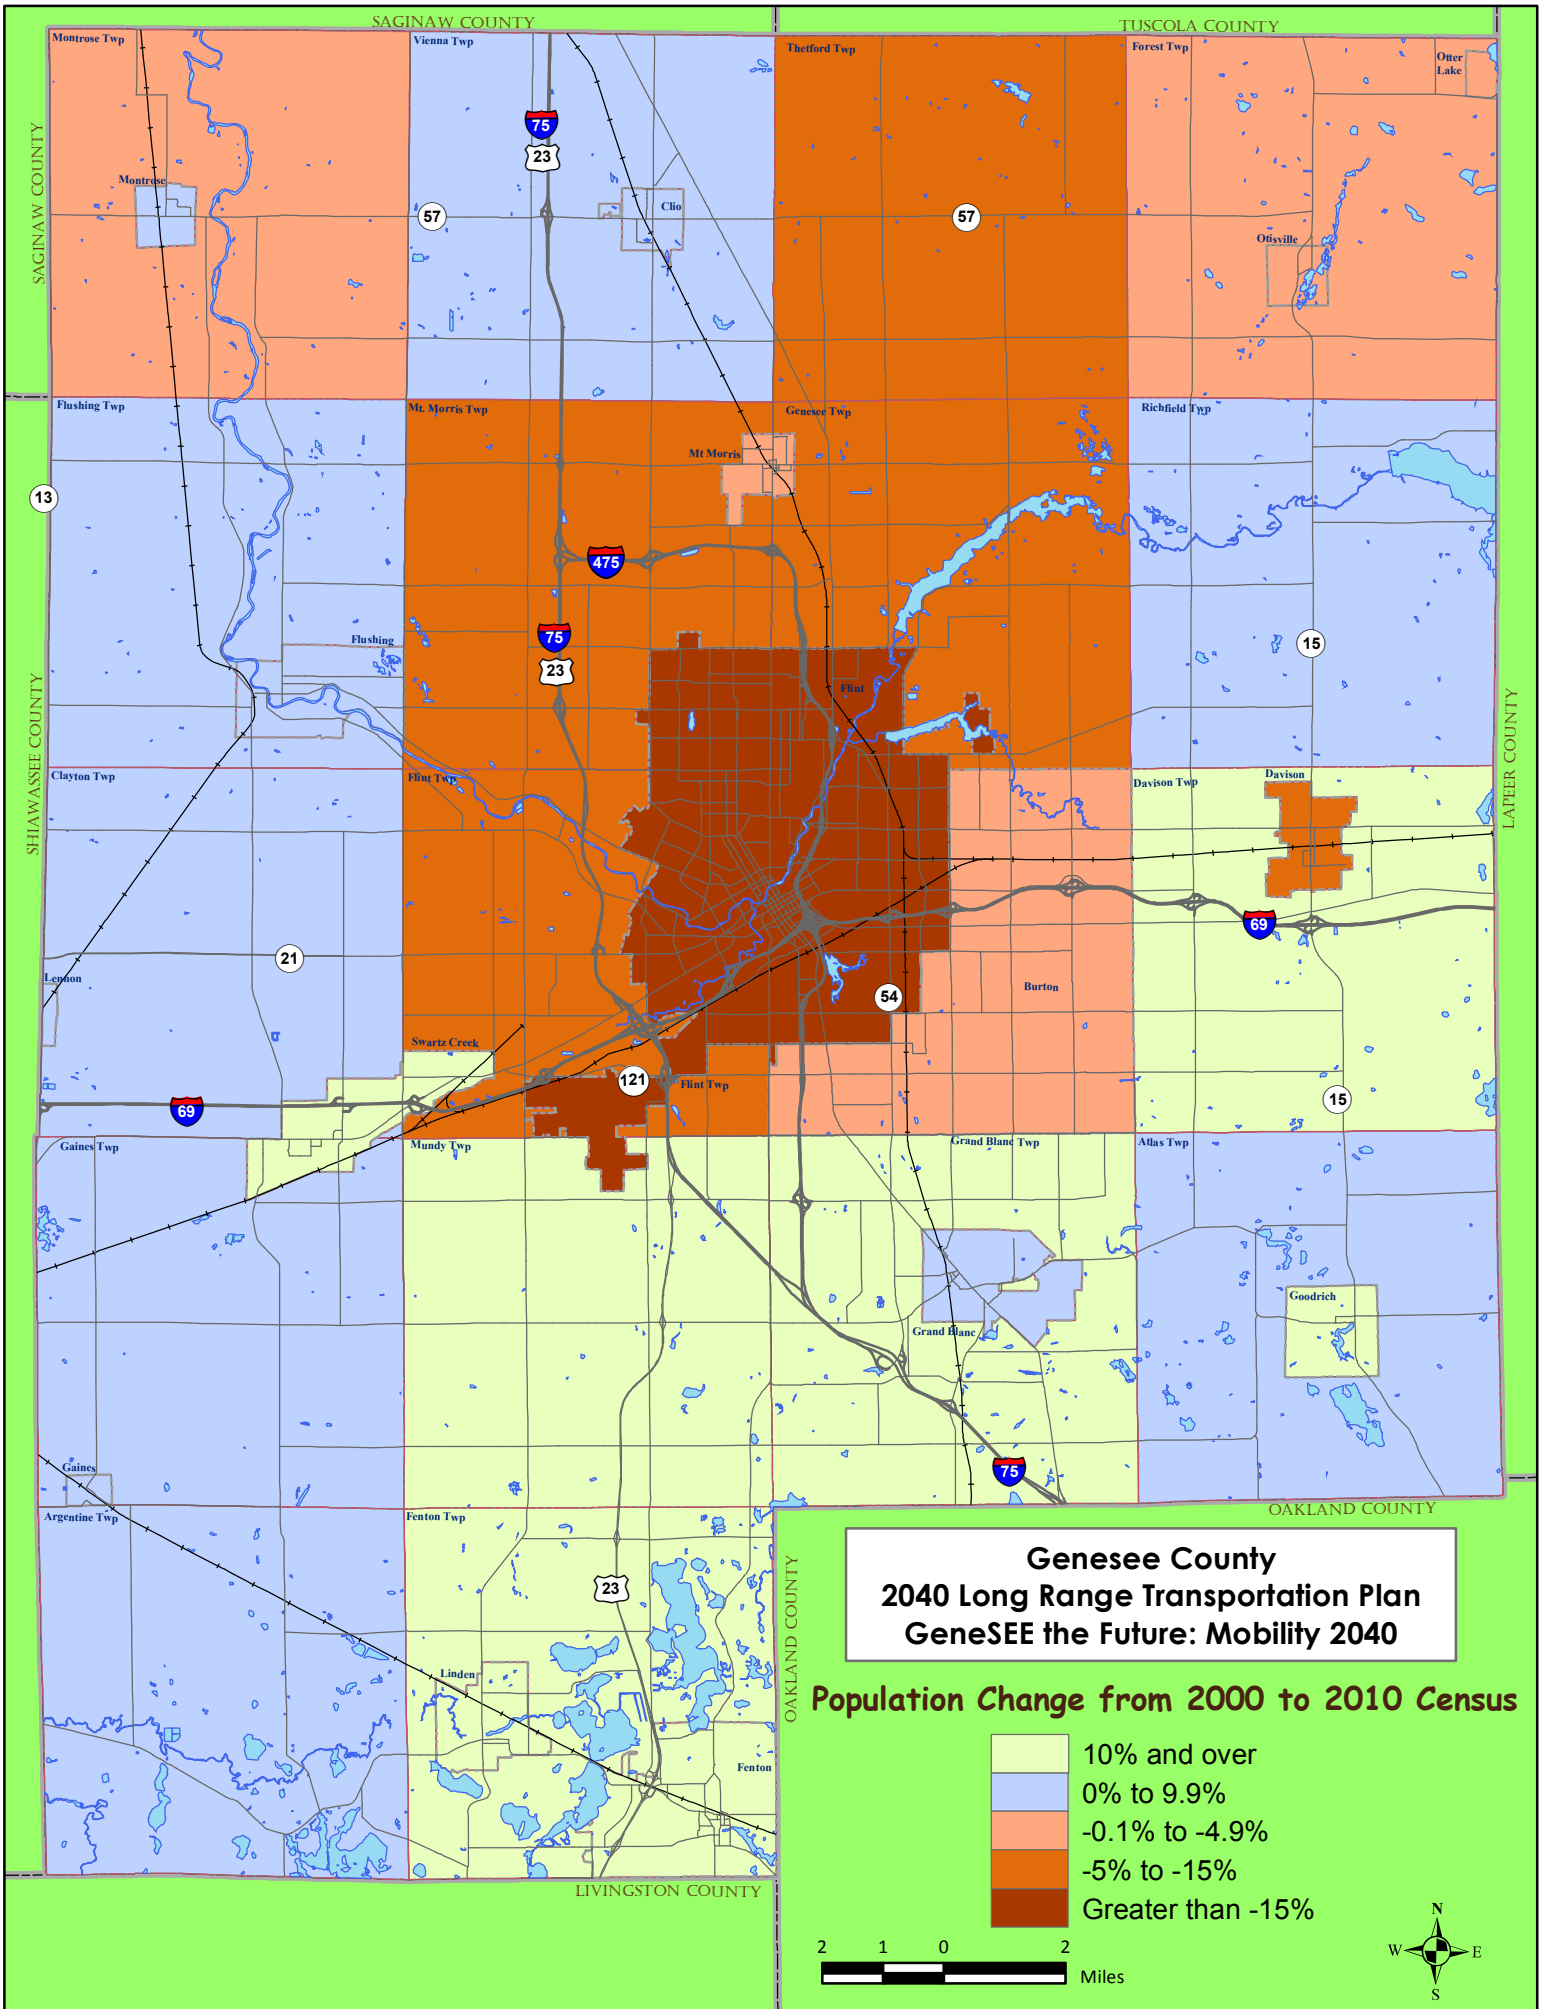 SAGINAW COUNTY
TUSCOLA COUNTY
Montrose Twp
Vienna Twp
Thetford Twp
Forest Twp
Otter
Lake
75
23
SAGINAW COUNTY
Montrose
57
Clio
57
Otisville
Flushing Twp
Mt. Morris Twp
Genesee Twp
Richfield Twp
Mt Morris
13
475
75
23
Flushing
15
Flint
SHIAWASSEE COUNTY
LAPEER COUNTY
Clayton Twp
Flint Twp
Davison Twp
Davison
69
21
Lennon
54
Burton
Swartz Creek
121
Flint Twp
69
15
Gaines Twp
Mundy Twp
Grand Blanc Twp
Atlas Twp
Goodrich
Grand Blanc
Gaines
75
Argentine Twp
Fenton Twp
OAKLAND COUNTY
23
OAKLAND COUNTY
Linden
Fenton
LIVINGSTON COUNTY
Genesee County
2040 Long Range Transportation Plan
GeneSEE the Future: Mobility 2040
Population Change from 2000 to 2010 Census
10% and over
0% to 9.9%
-0.1% to -4.9%
-5% to -15%
Greater than -15%
2 1 0 2
Miles
N
W E
S